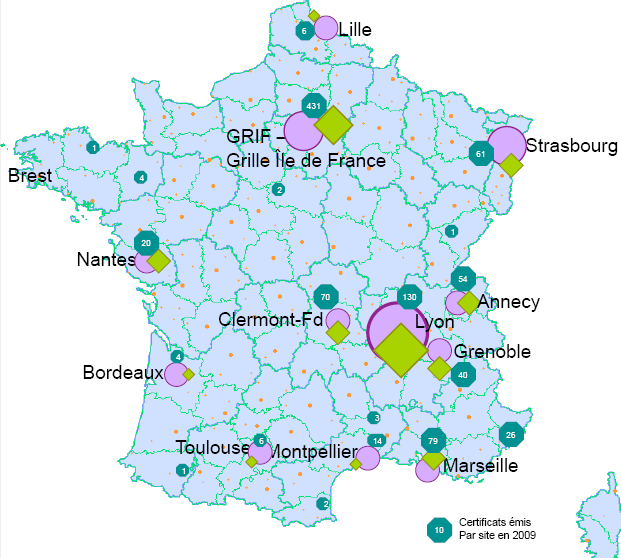 6
Lille
431
GRIF –
Grille Île de France
Strasbourg
61
1
4
Brest
2
20
Nantes
1
54
Annecy
70
130
Clermont-Fd
Lyon
Grenoble
40
4
Bordeaux
3
26
Toulouse
6
Montpellier
14
79
Marseille
1
2
10
Certificats émis
Par site en 2009